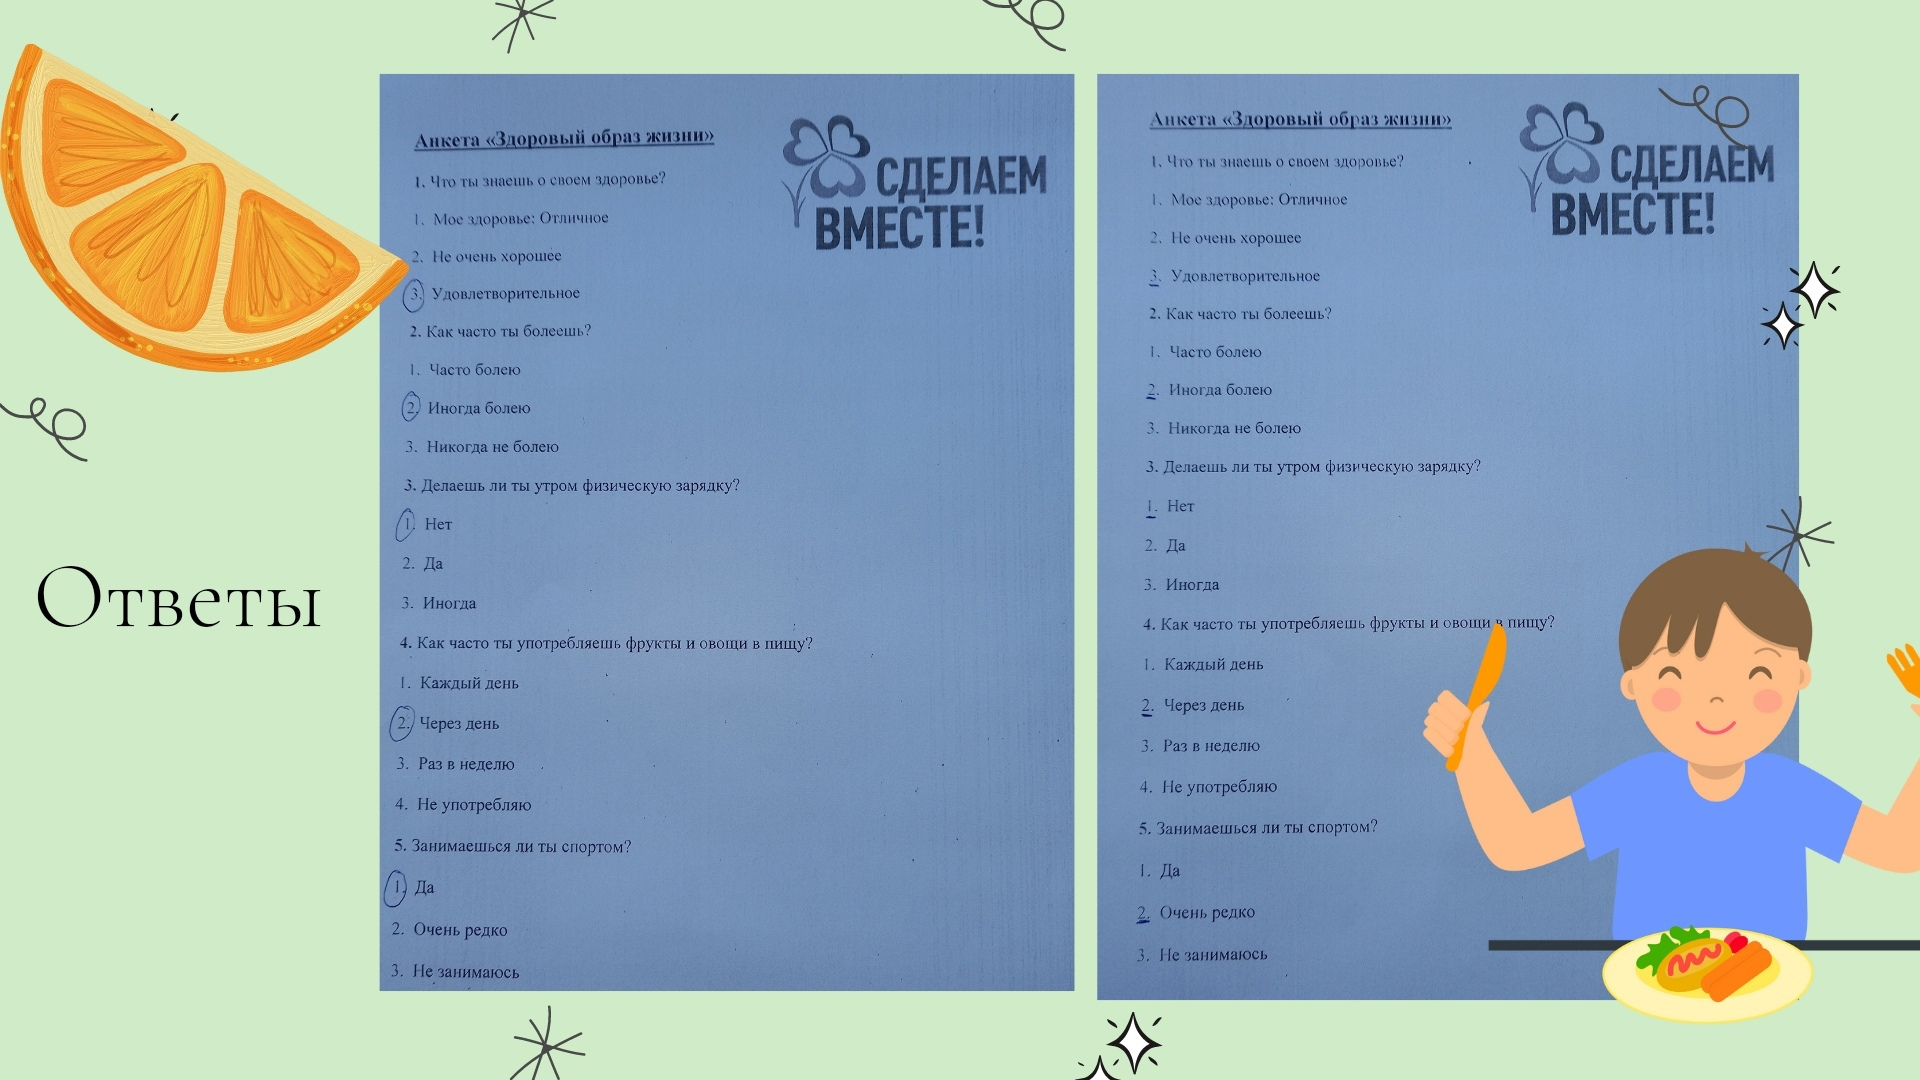 Ответы
Анкета «Здоровый образ жизни»
СДЕЛАЕМ
ВМЕСТЕ!
1. Что ты знаешь о своем здоровье?
1. Мое здоровье: Отличное
2. Не очень хорошее
3. Удовлетворительное
2. Как часто ты болеешь?
1. Часто болею
2. Иногда болею
3. Никогда не болею
3. Делаешь ли ты утром физическую зарядку?
1. Нет
2. Да
3. Иногда
4. Как часто ты употребляешь фрукты и овощи в пищу?
1. Каждый день
2. Через день
3. Раз в неделю
4. Не употребляю
5. Занимаешься ли ты спортом?
1. Да
2. Очень редко
3. Не занимаюсь
Анкета «Здоровый образ жизни»
СДЕЛАЕМ
ВМЕСТЕ!
1. Что ты знаешь о своем здоровье?
1. Мое здоровье: Отличное
2. Не очень хорошее
3. Удовлетворительное
2. Как часто ты болеешь?
1. Часто болею
2. Иногда болею
3. Никогда не болею
3. Делаешь ли ты утром физическую зарядку?
1. Нет
2. Да
3. Иногда
4. Как часто ты употребляешь фрукты и овощи в пищу?
1. Каждый день
2. Через день
3. Раз в неделю
4. Не употребляю
5. Занимаешься ли ты спортом?
1. Да
2. Очень редко
3. Не занимаюсь